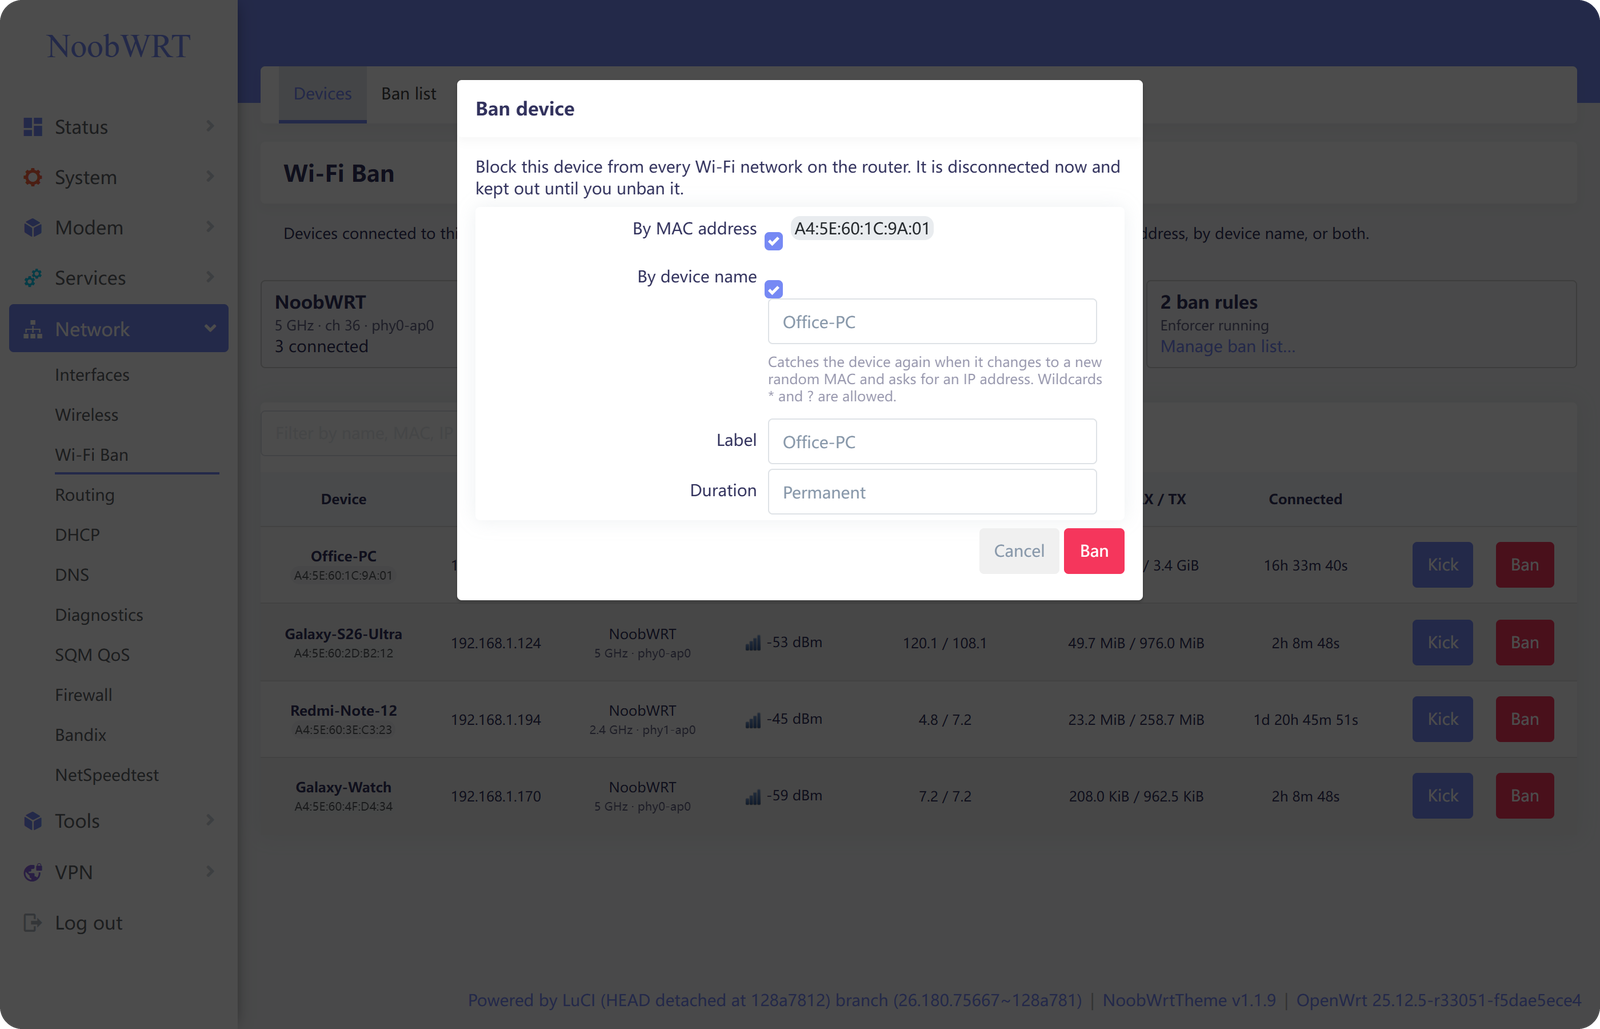 NoobWRT
Status
System
Modem
Services
Network
Interfaces
Wireless
Wi-Fi Ban
Routing
DHCP
DNS
Diagnostics
SQM QoS
Firewall
Bandix
NetSpeedtest
Tools
VPN
Log out
Devices
Ban list
Wi-Fi Ban
Devices connected to thi
ddress, by device name, or both.
NoobWRT
5 GHz · ch 36 · phy0-ap0
3 connected
2 ban rules
Enforcer running
Manage ban list...
Filter by name, MAC, IP
Ban device
Block this device from every Wi-Fi network on the router. It is disconnected now and
kept out until you unban it.
By MAC address A4:5E:60:1C:9A:01
By device name
Office-PC
Catches the device again when it changes to a new
random MAC and asks for an IP address. Wildcards
* and ? are allowed.
Label Office-PC
Duration Permanent
Cancel Ban
Device X / TX Connected
Office-PC
A4:5E:60:1C:9A:01
1 / 3.4 GiB 16h 33m 40s Kick Ban
Galaxy-S26-Ultra
A4:5E:60:2D:B2:12
192.168.1.124
NoobWRT
5 GHz · phy0-ap0
-53 dBm 120.1 / 108.1 49.7 MiB / 976.0 MiB 2h 8m 48s Kick Ban
Redmi-Note-12
A4:5E:60:3E:C3:23
192.168.1.194
NoobWRT
2.4 GHz · phy1-ap0
-45 dBm 4.8 / 7.2 23.2 MiB / 258.7 MiB 1d 20h 45m 51s Kick Ban
Galaxy-Watch
A4:5E:60:4F:D4:34
192.168.1.170
NoobWRT
5 GHz · phy0-ap0
-59 dBm 7.2 / 7.2 208.0 KiB / 962.5 KiB 2h 8m 48s Kick Ban
Powered by LuCI (HEAD detached at 128a7812) branch (26.180.75667~128a781) | NoobWrtTheme v1.1.9 | OpenWrt 25.12.5-r33051-f5dae5ece4